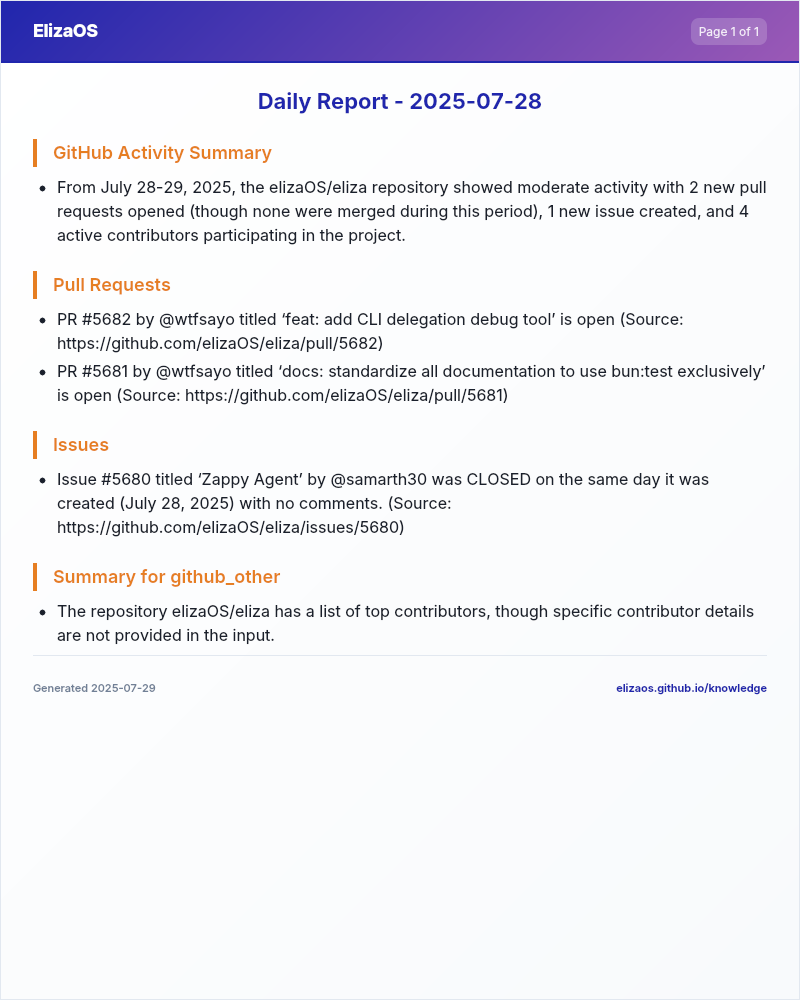 ElizaOS
Page 1 of 1
Daily Report - 2025-07-28
GitHub Activity Summary
• From July 28-29, 2025, the elizaOS/eliza repository showed moderate activity with 2 new pull
requests opened (though none were merged during this period), 1 new issue created, and 4
active contributors participating in the project.
Pull Requests
• PR #5682 by @wtfsayo titled ‘feat: add CLI delegation debug tool’ is open (Source:
https://github.com/elizaOS/eliza/pull/5682)
• PR #5681 by @wtfsayo titled ‘docs: standardize all documentation to use bun:test exclusively’
is open (Source: https://github.com/elizaOS/eliza/pull/5681)
Issues
• Issue #5680 titled ‘Zappy Agent’ by @samarth30 was CLOSED on the same day it was
created (July 28, 2025) with no comments. (Source:
https://github.com/elizaOS/eliza/issues/5680)
Summary for github_other
• The repository elizaOS/eliza has a list of top contributors, though specific contributor details
are not provided in the input.
Generated 2025-07-29
elizaos.github.io/knowledge